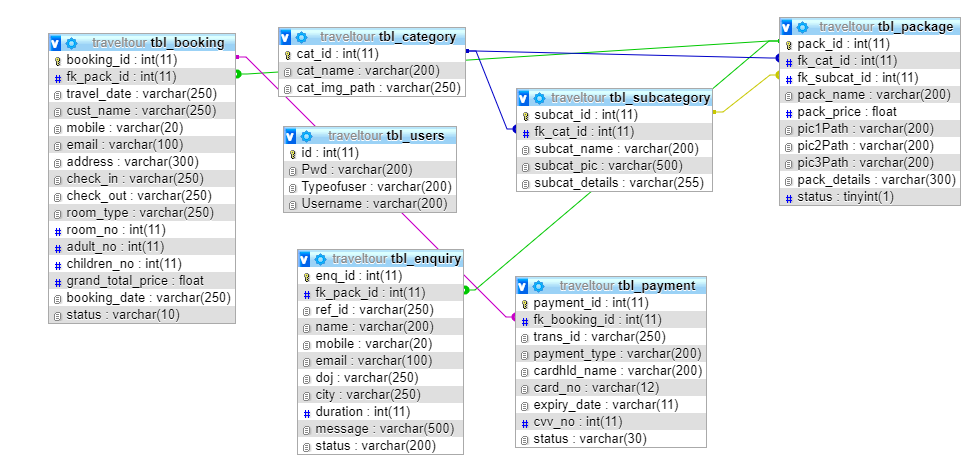 traveltour tbl_booking
booking_id : int(11)
fk_pack_id : int(11)
travel_date : varchar(250)
cust_name : varchar(250)
mobile : varchar(20)
email : varchar(100)
address : varchar(300)
check_in : varchar(250)
check_out : varchar(250)
room_type : varchar(250)
room_no : int(11)
adult_no : int(11)
children_no : int(11)
grand_total_price : float
booking_date : varchar(250)
status : varchar(10)
traveltour tbl_category
cat_id : int(11)
cat_name : varchar(200)
cat_img_path : varchar(250)
traveltour tbl_users
id : int(11)
Pwd : varchar(200)
Typeofuser : varchar(200)
Username : varchar(200)
traveltour tbl_enquiry
enq_id : int(11)
fk_pack_id : int(11)
ref_id : varchar(250)
name : varchar(200)
mobile : varchar(20)
email : varchar(100)
doj : varchar(250)
city : varchar(250)
duration : int(11)
message : varchar(500)
status : varchar(200)
traveltour tbl_subcategory
subcat_id : int(11)
fk_cat_id : int(11)
subcat_name : varchar(200)
subcat_pic : varchar(500)
subcat_details : varchar(255)
traveltour tbl_payment
payment_id : int(11)
fk_booking_id : int(11)
trans_id : varchar(250)
payment_type : varchar(200)
cardhld_name : varchar(200)
card_no : varchar(12)
expiry_date : varchar(11)
cvv_no : int(11)
status : varchar(30)
traveltour tbl_package
pack_id : int(11)
fk_cat_id : int(11)
fk_subcat_id : int(11)
pack_name : varchar(200)
pack_price : float
pic1Path : varchar(200)
pic2Path : varchar(200)
pic3Path : varchar(200)
pack_details : varchar(300)
status : tinyint(1)